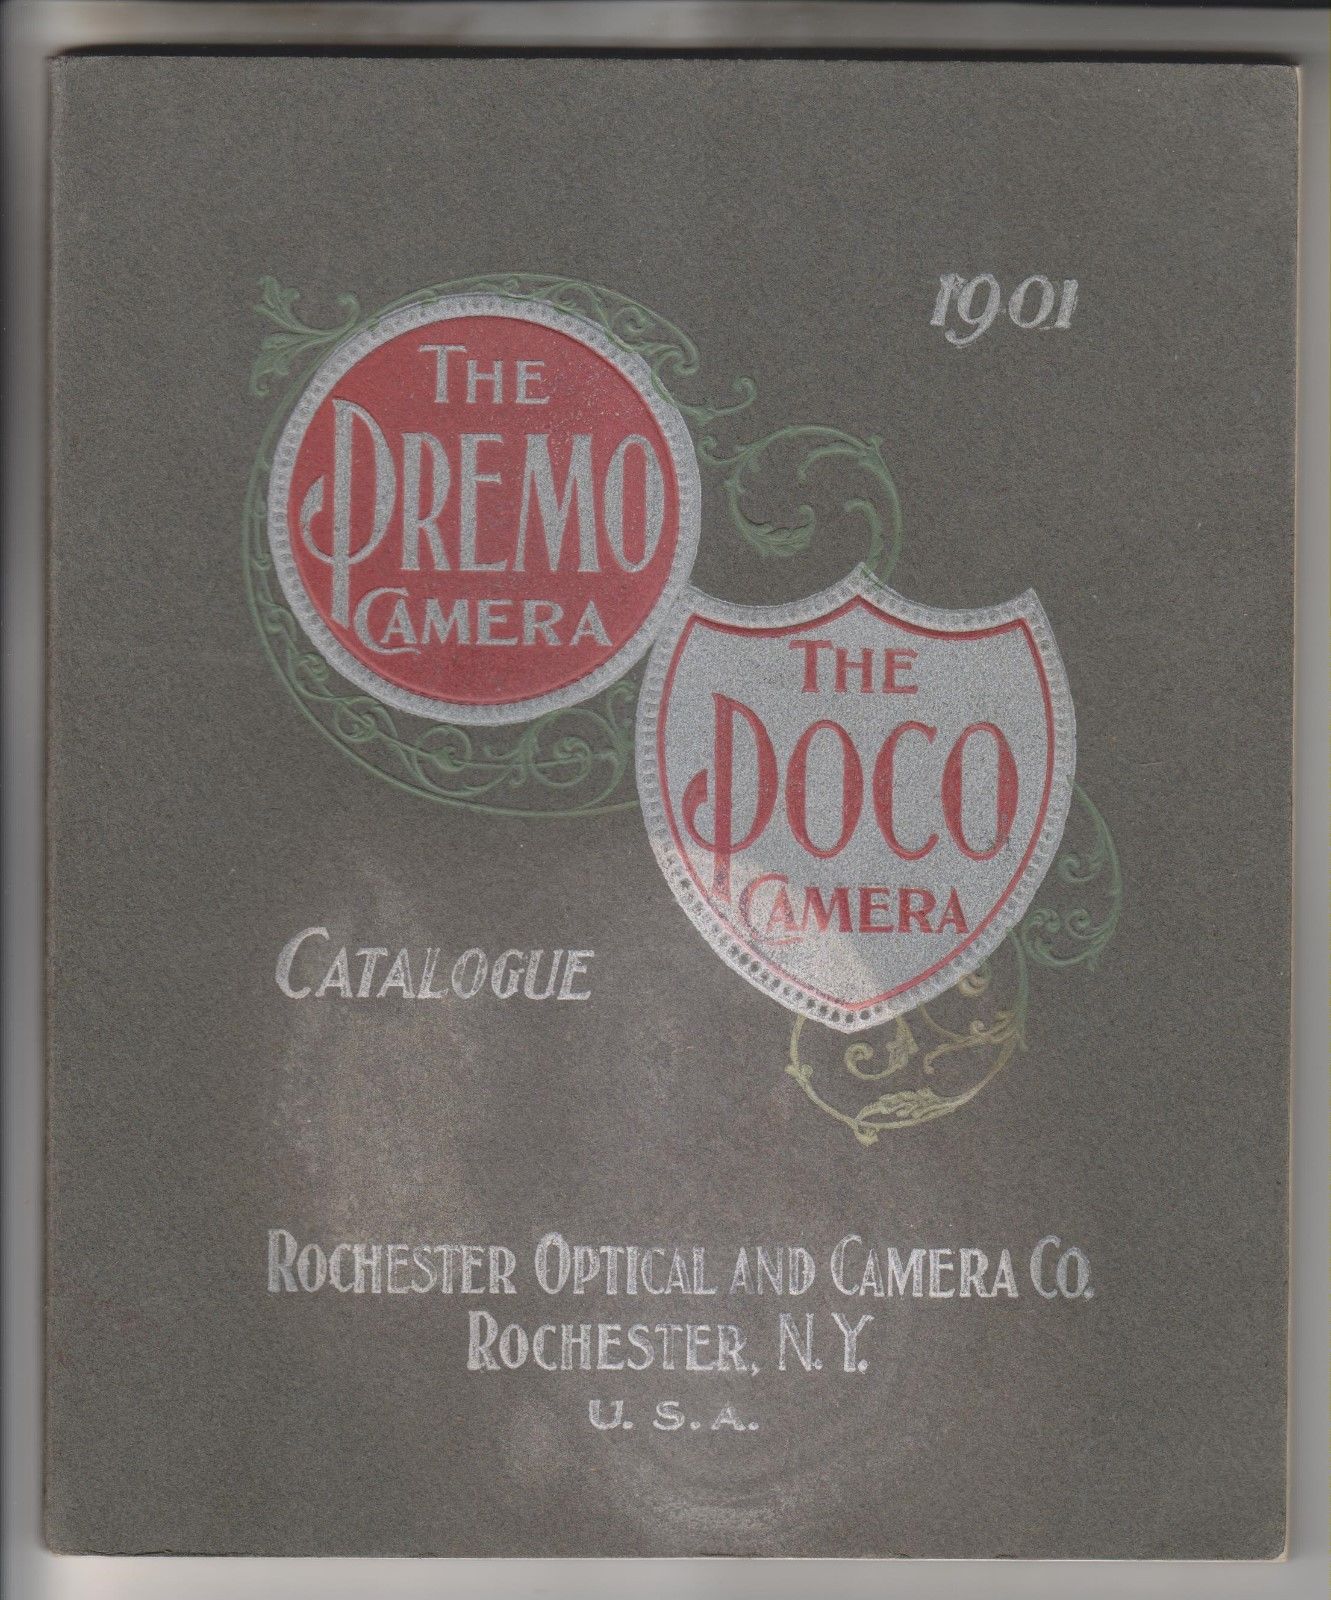 1901
THE
PREMO
CAMERA
THE
POCO
CAMERA
CATALOGUE
ROCHESTER OPTICAL AND CAMERA CO.
ROCHESTER, N.Y.
U.S.A.